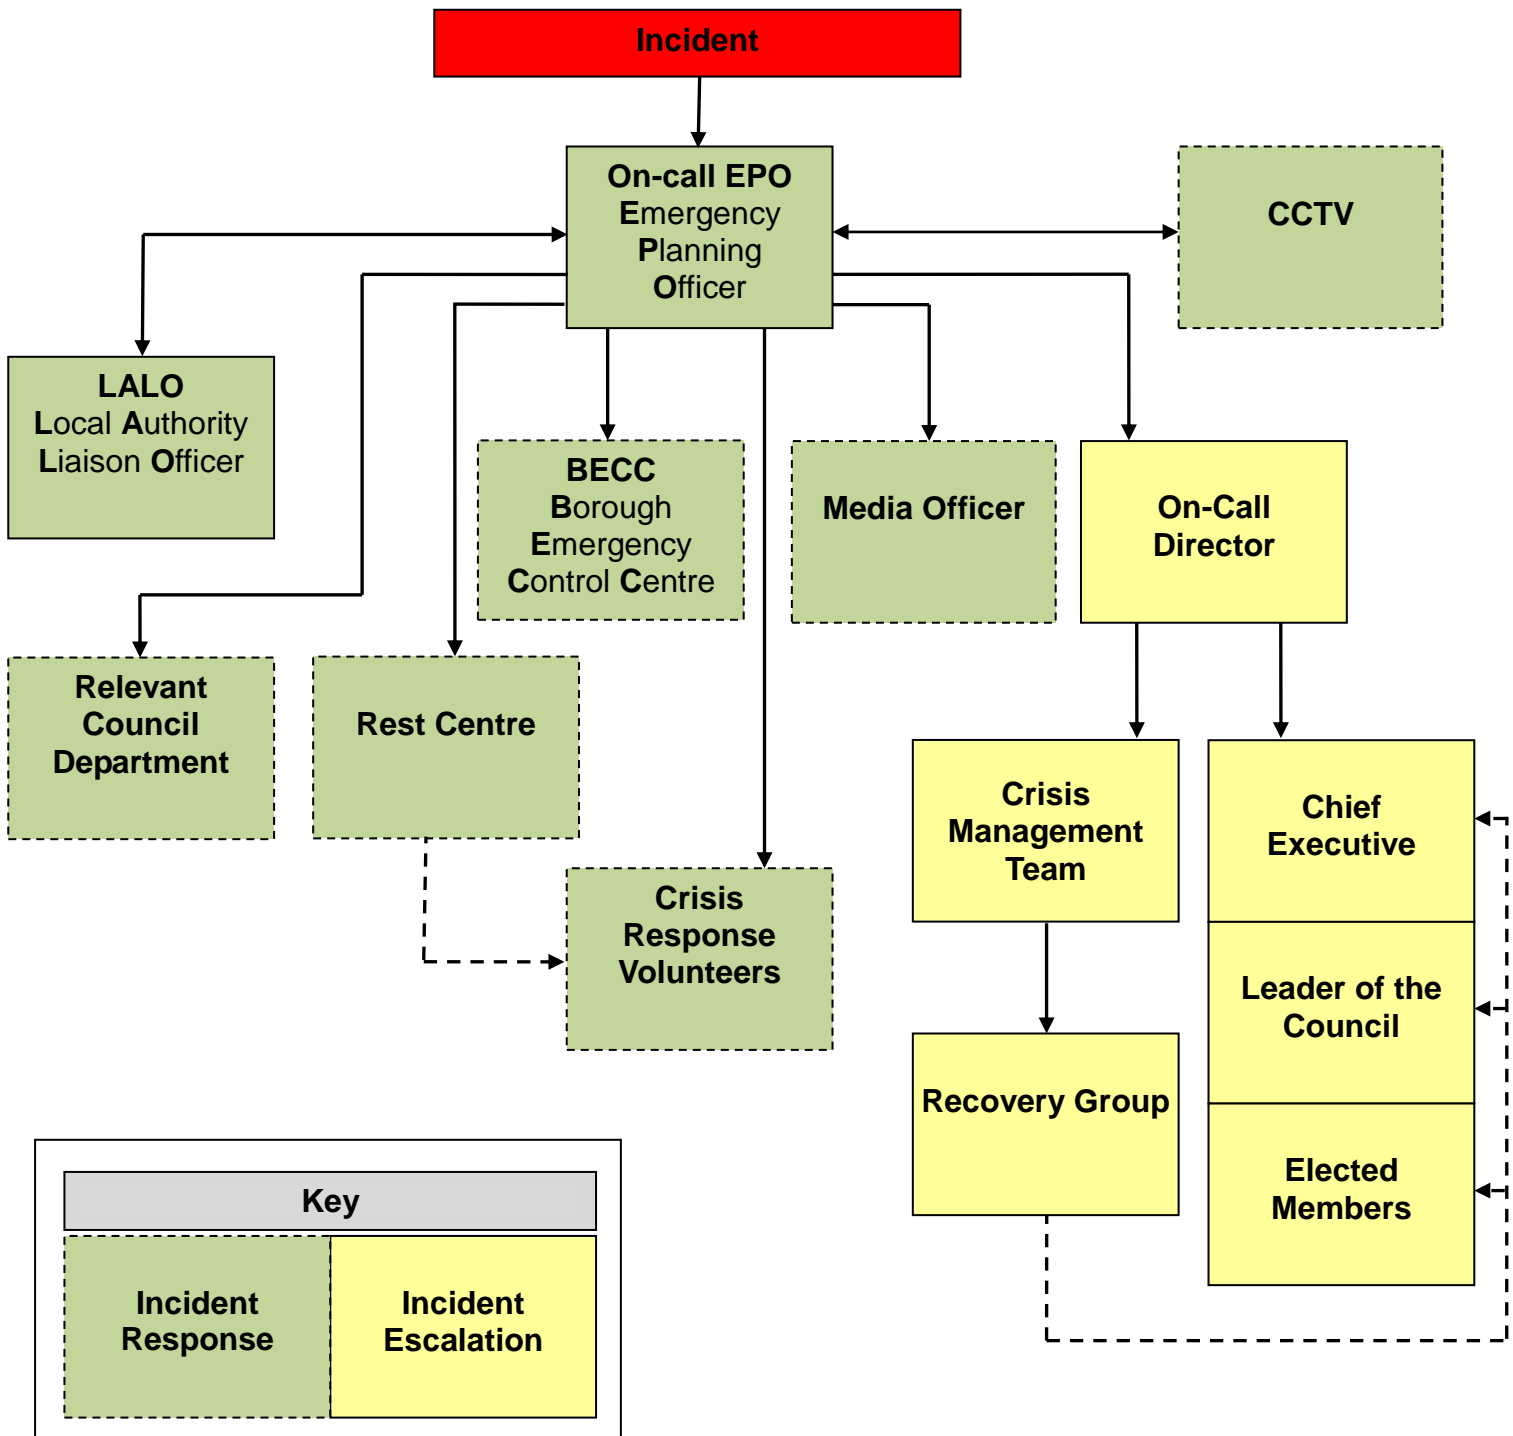 Incident
On-call EPO
Emergency
Planning
Officer
CCTV
LALO
Local Authority
Liaison Officer
BECC
Borough
Emergency
Control Centre
Media Officer
On-Call
Director
Relevant
Council
Department
Rest Centre
Crisis
Response
Volunteers
Crisis
Management
Team
Chief
Executive
Leader of the
Council
Recovery Group
Elected
Members
Key
Incident
Response
Incident
Escalation